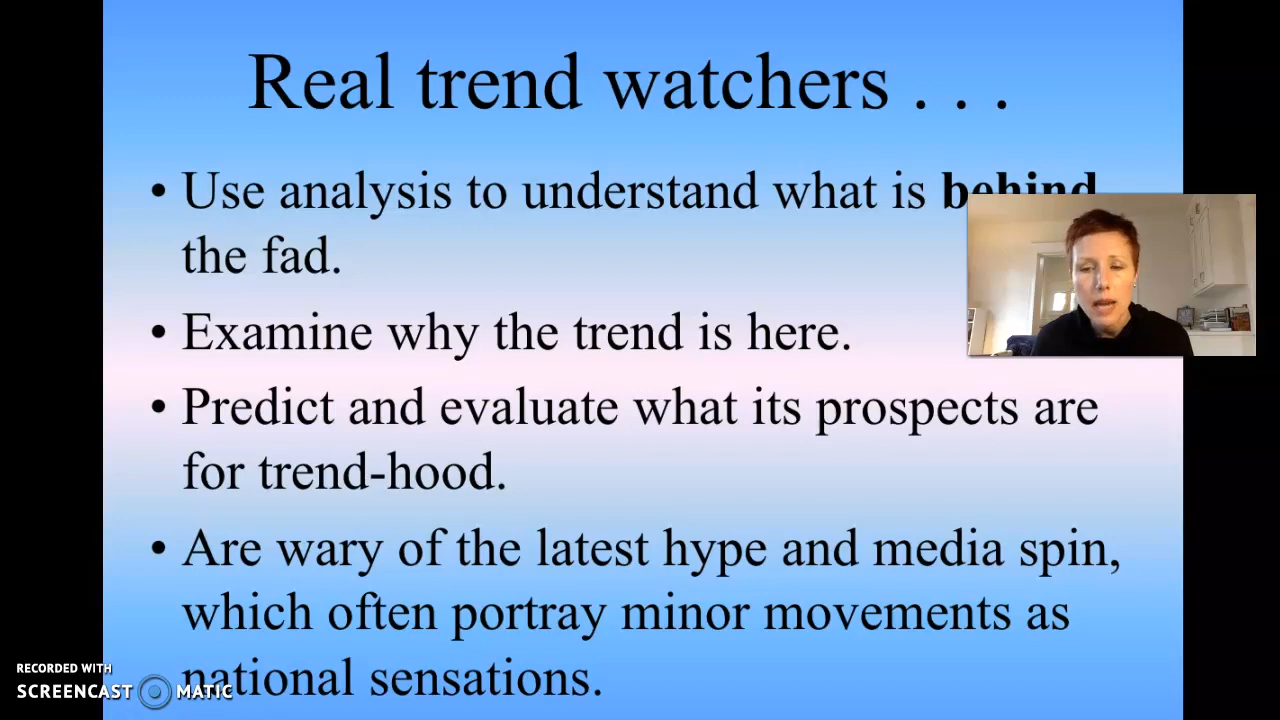 Real trend watchers . . .
• Use analysis to understand what is behind
the fad.
• Examine why the trend is here.
• Predict and evaluate what its prospects are
for trend-hood.
• Are wary of the latest hype and media spin,
which often portray minor movements as
national sensations.
RECORDED WITH
SCREENCAST MATIC